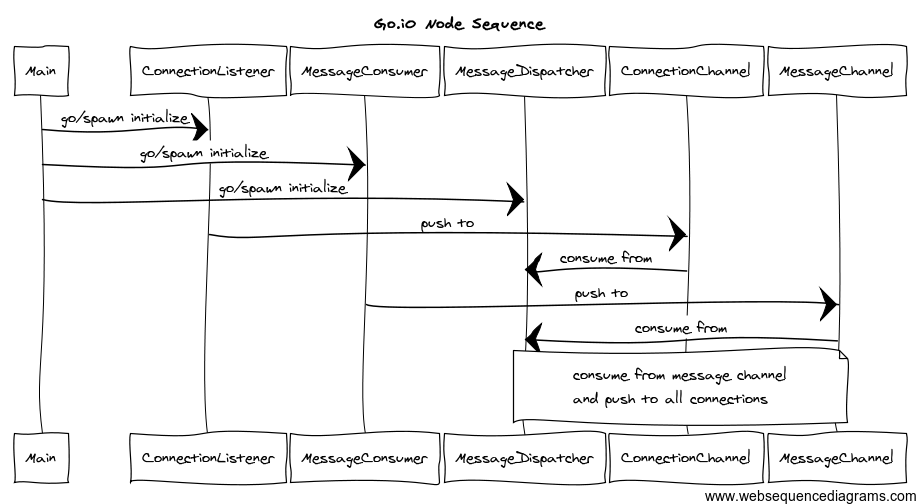 Go.io Node Sequence
Main
ConnectionListener
MessageConsumer
MessageDispatcher
ConnectionChannel
MessageChannel
go/spawn initialize
go/spawn initialize
go/spawn initialize
push to
consume from
push to
consume from
consume from message channel
and push to all connections
Main
ConnectionListener
MessageConsumer
MessageDispatcher
ConnectionChannel
MessageChannel
www.websequencediagrams.com